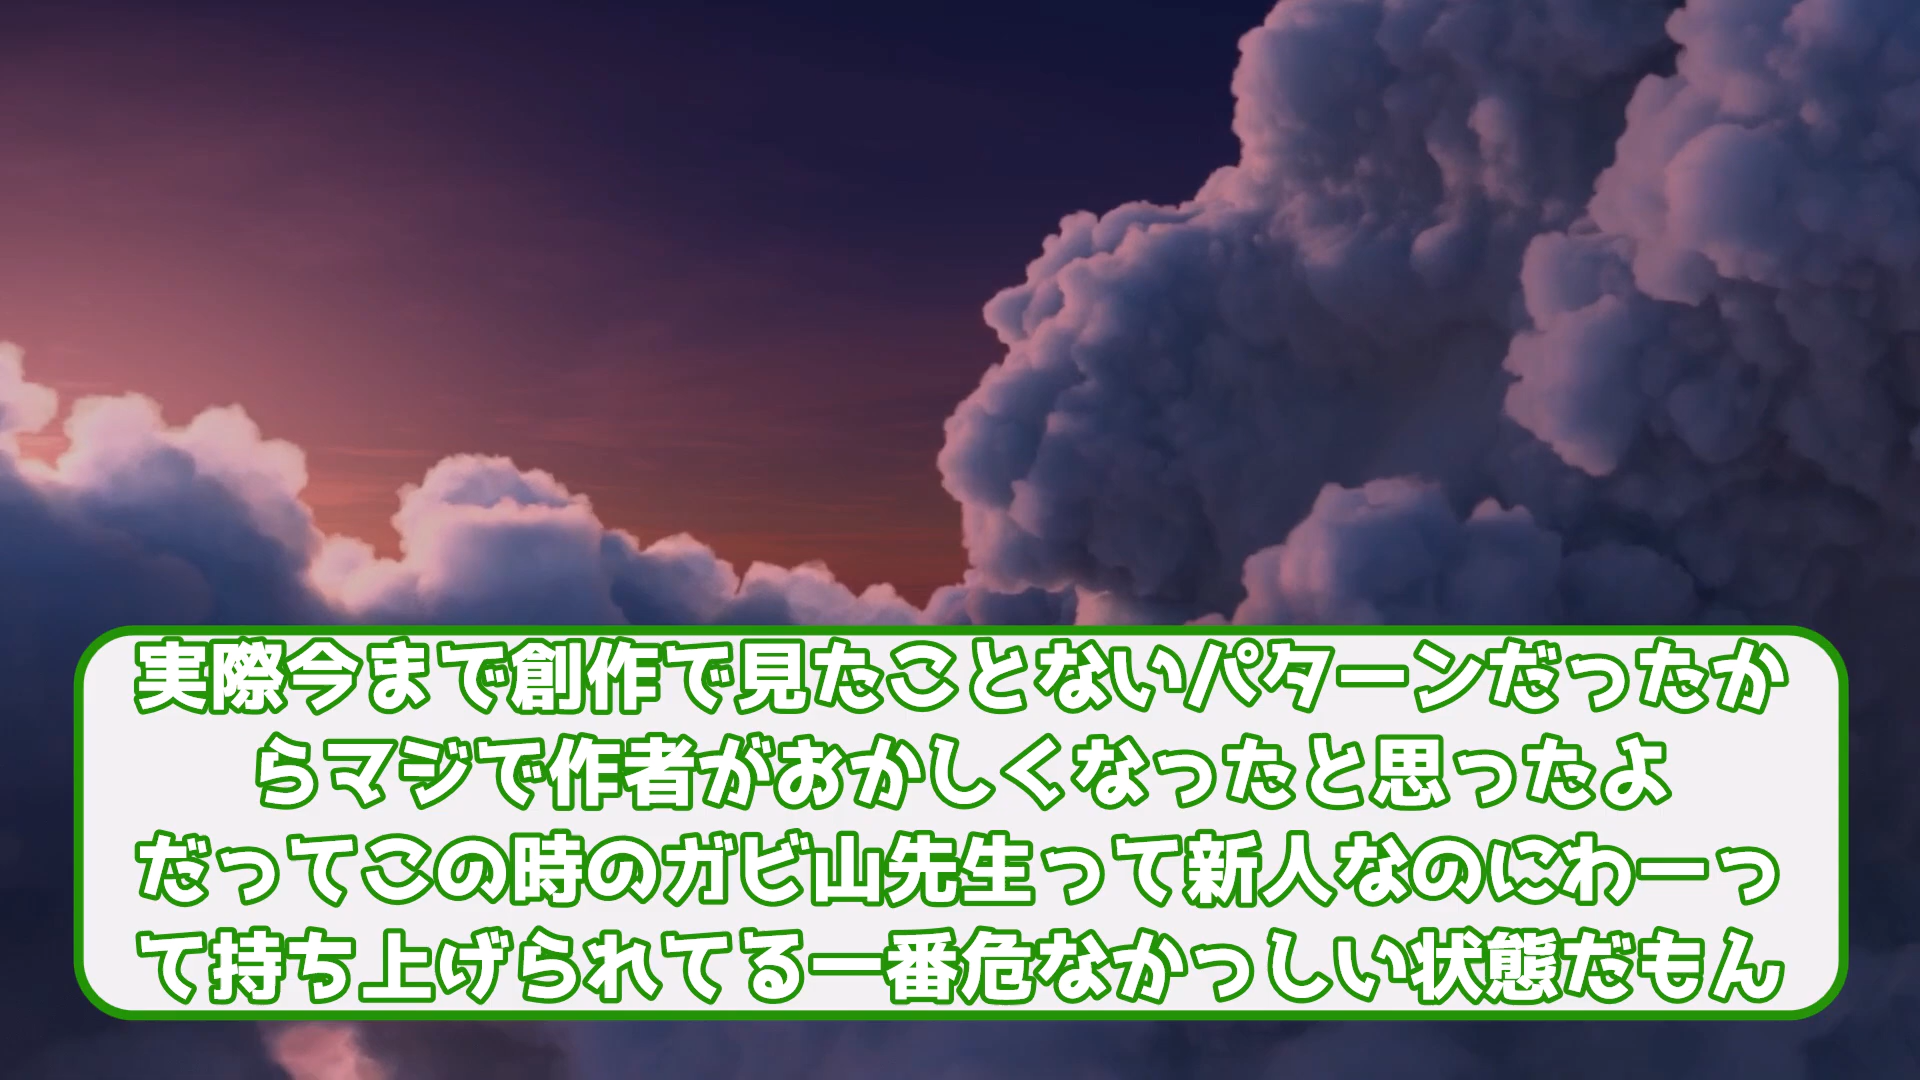 実際今まで創作で見たことないパターンだったか
らマジで作者がおかしくなったと思ったよ
だってこの時のガビ山先生って新人なのにわーっ
て持ち上げられてる一番危なかっしい状態だもん